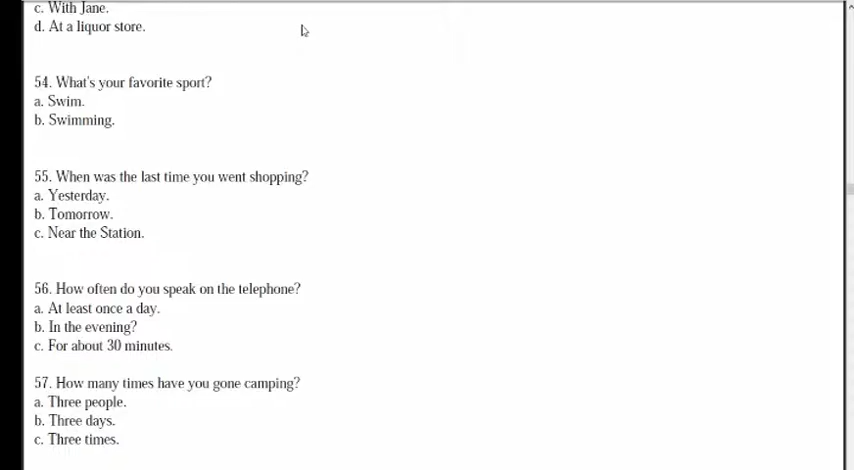 c. With Jane.
d. At a liquor store.
54. What's your favorite sport?
a. Swim.
b. Swimming.
55. When was the last time you went shopping?
a. Yesterday.
b. Tomorrow.
c. Near the Station.
56. How often do you speak on the telephone?
a. At least once a day.
b. In the evening?
c. For about 30 minutes.
57. How many times have you gone camping?
a. Three people.
b. Three days.
c. Three times.